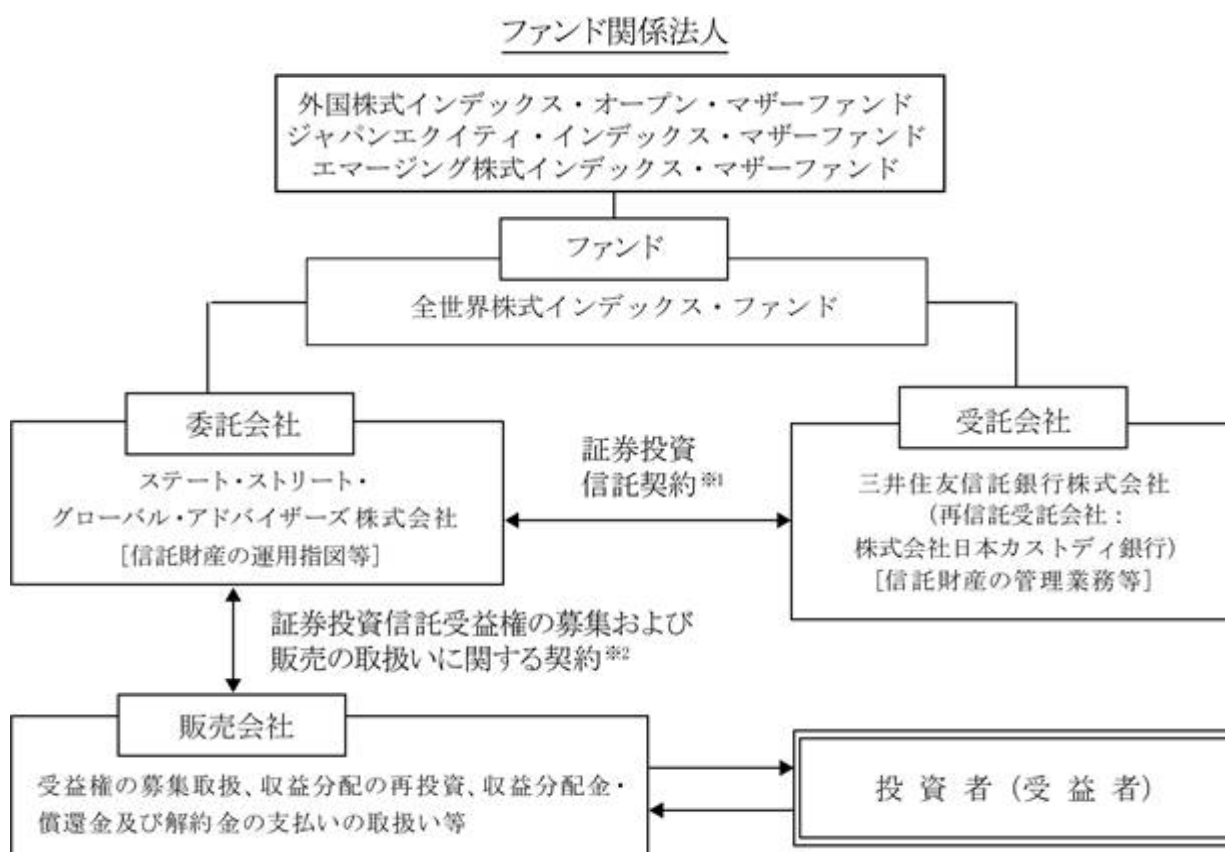 ファンド関係法人
外国株式インデックス・オープン・マザーファンド
ジャパンエクイティ・インデックス・マザーファンド
エマージング株式インデックス・マザーファンド
ファンド
全世界株式インデックス・ファンド
委託会社
ステート・ストリート・
グローバル・アドバイザーズ株式会社
[信託財産の運用指図等]
証券投資
信託契約※1
受託会社
三井住友信託銀行株式会社
(再信託受託会社:
株式会社日本カストディ銀行)
[信託財産の管理業務等]
証券投資信託受益権の募集および
販売の取扱いに関する契約※2
販売会社
受益権の募集取扱、収益分配の再投資、収益分配金・
償還金及び解約金の支払いの取扱い等
投資者(受益者)